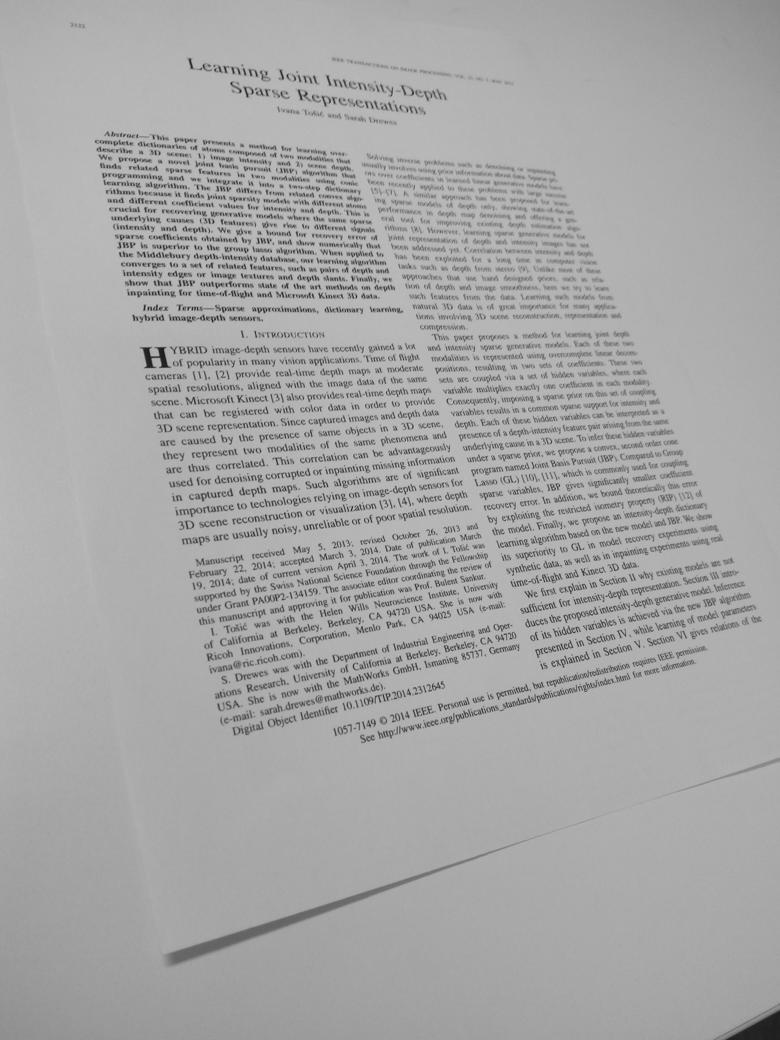 2122
IEEE TRANSACTIONS ON IMAGE PROCESSING, VOL. 23, NO. 5, MAY 2014
Learning Joint Intensity-Depth
Sparse Representations
Ivana Tošić and Sarah Drewes
Abstract—This paper presents a method for learning over-
complete dictionaries of atoms composed of two modalities that
describe a 3D scene: 1) image intensity and 2) scene depth.
We propose a novel joint basis pursuit (JBP) algorithm that
finds related sparse features in two modalities using conic
programming and we integrate it into a two-step dictionary
learning algorithm. The JBP differs from related convex algo-
rithms because it finds joint sparsity models with different atoms
and different coefficient values for intensity and depth. This is
crucial for recovering generative models where the same sparse
underlying causes (3D features) give rise to different signals
(intensity and depth). We give a bound for recovery error of
sparse coefficients obtained by JBP, and show numerically that
JBP is superior to the group lasso algorithm. When applied to
the Middlebury depth-intensity database, our learning algorithm
converges to a set of related features, such as pairs of depth and
intensity edges or image textures and depth slants. Finally, we
show that JBP outperforms state of the art methods on depth
inpainting for time-of-flight and Microsoft Kinect 3D data.
Index Terms—Sparse approximations, dictionary learning,
hybrid image-depth sensors.
I. INTRODUCTION
HYBRID image-depth sensors have recently gained a lot
of popularity in many vision applications. Time of flight
cameras [1], [2] provide real-time depth maps at moderate
spatial resolutions, aligned with the image data of the same
scene. Microsoft Kinect [3] also provides real-time depth maps
that can be registered with color data in order to provide
3D scene representation. Since captured images and depth data
are caused by the presence of same objects in a 3D scene,
they represent two modalities of the same phenomena and
are thus correlated. This correlation can be advantageously
used for denoising corrupted or inpainting missing information
in captured depth maps. Such algorithms are of significant
importance to technologies relying on image-depth sensors for
3D scene reconstruction or visualization [3], [4], where depth
maps are usually noisy, unreliable or of poor spatial resolution.
Manuscript received May 5, 2013; revised October 26, 2013 and
February 22, 2014; accepted March 3, 2014. Date of publication March
19, 2014; date of current version April 3, 2014. The work of I. Tošić was
supported by the Swiss National Science Foundation through the Fellowship
under Grant PA00P2-134159. The associate editor coordinating the review of
this manuscript and approving it for publication was Prof. Bulent Sankur.
I. Tošić was with the Helen Wills Neuroscience Institute, University
of California at Berkeley, Berkeley, CA 94720 USA. She is now with
Ricoh Innovations, Corporation, Menlo Park, CA 94025 USA (e-mail:
ivana@ric.ricoh.com).
S. Drewes was with the Department of Industrial Engineering and Oper-
ations Research, University of California at Berkeley, Berkeley, CA 94720
USA. She is now with the MathWorks GmbH, Ismaning 85737, Germany
(e-mail: sarah.drewes@mathworks.de).
Digital Object Identifier 10.1109/TIP.2014.2312645
Solving inverse problems such as denoising or inpainting
usually involves using prior information about data. Sparse pri-
ors over coefficients in learned linear generative models have
been recently applied to these problems with large success
[5]–[7]. A similar approach has been proposed for learn-
ing sparse models of depth only, showing state-of-the-art
performance in depth map denoising and offering a gen-
eral tool for improving existing depth estimation algo-
rithms [8]. However, learning sparse generative models for
joint representation of depth and intensity images has not
been addressed yet. Correlation between intensity and depth
has been exploited for a long time in computer vision
tasks such as depth from stereo [9]. Unlike most of these
approaches that use hand designed priors, such as rela-
tion of depth and image smoothness, here we try to learn
such features from the data. Learning such models from
natural 3D data is of great importance for many applica-
tions involving 3D scene reconstruction, representation and
compression.
This paper proposes a method for learning joint depth
and intensity sparse generative models. Each of these two
modalities is represented using overcomplete linear decom-
positions, resulting in two sets of coefficients. These two
sets are coupled via a set of hidden variables, where each
variable multiplies exactly one coefficient in each modality.
Consequently, imposing a sparse prior on this set of coupling
variables results in a common sparse support for intensity and
depth. Each of these hidden variables can be interpreted as a
presence of a depth-intensity feature pair arising from the same
underlying cause in a 3D scene. To infer these hidden variables
under a sparse prior, we propose a convex, second order cone
program named Joint Basis Pursuit (JBP). Compared to Group
Lasso (GL) [10], [11], which is commonly used for coupling
sparse variables, JBP gives significantly smaller coefficient
recovery error. In addition, we bound theoretically this error
by exploiting the restricted isometry property (RIP) [12] of
the model. Finally, we propose an intensity-depth dictionary
learning algorithm based on the new model and JBP. We show
its superiority to GL in model recovery experiments using
synthetic data, as well as in inpainting experiments using real
time-of-flight and Kinect 3D data.
We first explain in Section II why existing models are not
sufficient for intensity-depth representation. Section III intro-
duces the proposed intensity-depth generative model. Inference
of its hidden variables is achieved via the new JBP algorithm
presented in Section IV, while learning of model parameters
is explained in Section V. Section VI gives relations of the
1057-7149 © 2014 IEEE. Personal use is permitted, but republication/redistribution requires IEEE permission.
See http://www.ieee.org/publications_standards/publications/rights/index.html for more information.